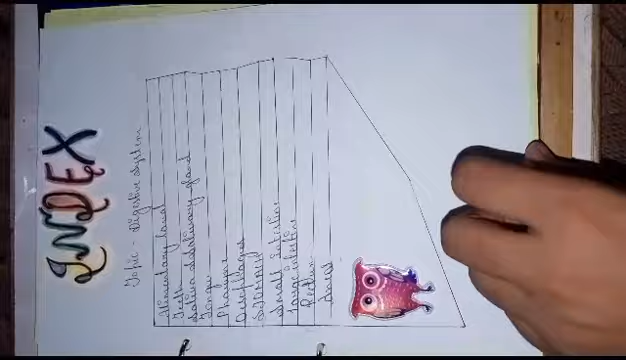 INDEX
Topic - Digestive system
Alimentary canal
Teeth
Saliva Salativary gland
Tongue
Pharynx
Oesophagus
STOMACH
Small Intestine
Large intestine
Rectum
Anus